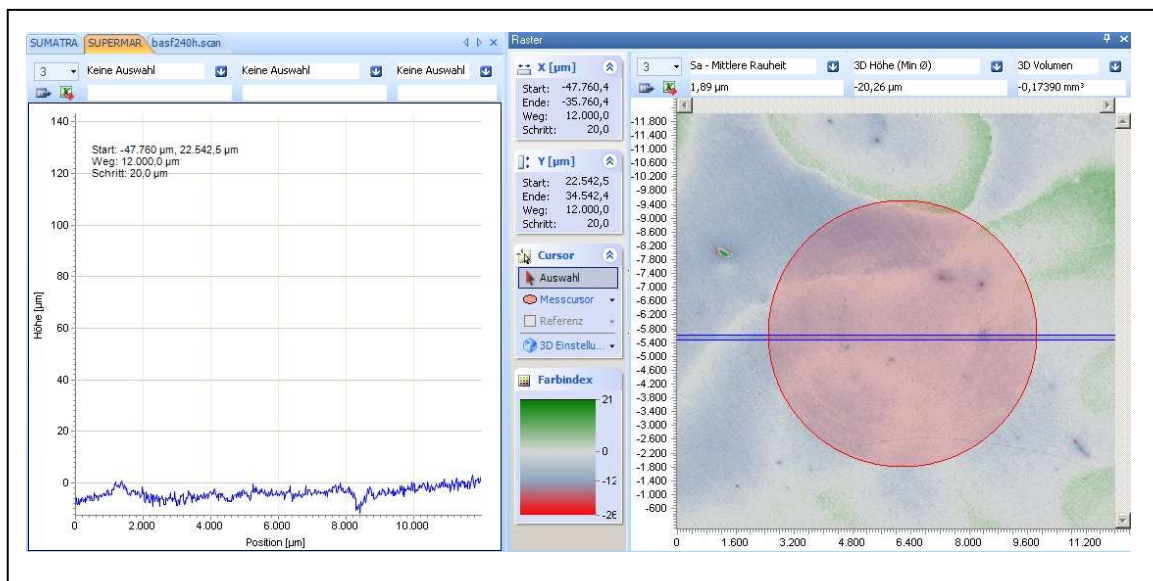 SUMATRA SUPERMAR basf240h.scan
3 Keine Auswahl Keine Auswahl Keine Auswahl
140
120
100
80
60
40
20
0
Höhe [µm]
Start: -47.760 µm, 22.542,5 µm
Weg: 12.000,0 µm
Schritt: 20,0 µm
0 2.000 4.000 6.000 8.000 10.000
Position [µm]
Raster
X [µm]
Start: -47.760,4
Ende: -35.760,4
Weg: 12.000,0
Schritt: 20,0
Y [µm]
Start: 22.542,5
Ende: 34.542,4
Weg: 12.000,0
Schritt: 20,0
Cursor
Auswahl
Messcursor
Referenz
3D Einstellu...
Farbindex
21
0
-12
-26
3 Sa - Mittlere Rauheit 3D Höhe (Min Ø) 3D Volumen
1,89 µm -20,26 µm -0,17390 mm³
-11.800
-11.400
-11.000
-10.600
-10.200
-9.800
-9.400
-9.000
-8.600
-8.200
-7.800
-7.400
-7.000
-6.600
-6.200
-5.800
-5.400
-5.000
-4.600
-4.200
-3.800
-3.400
-3.000
-2.600
-2.200
-1.800
-1.400
-1.000
-600
0 1.600 3.200 4.800 6.400 8.000 9.600 11.200